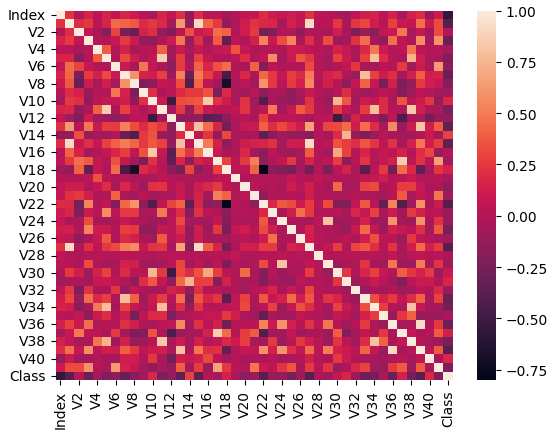 Index
V2
V4
V6
V8
V10
V12
V14
V16
V18
V20
V22
V24
V26
V28
V30
V32
V34
V36
V38
V40
Class
Index
V2
V4
V6
V8
V10
V12
V14
V16
V18
V20
V22
V24
V26
V28
V30
V32
V34
V36
V38
V40
Class
1.00
0.75
0.50
0.25
0.00
−0.25
−0.50
−0.75